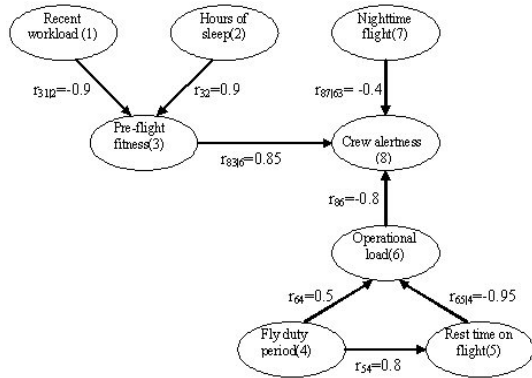 Recent
workload (1)
Hours of
sleep(2)
Nighttime
flight(7)
r31|2=-0.9
r32=0.9
r87|63= -0.4
Pre-flight
fitness(3)
r83|6=0.85
Crew alertness
(8)
r86=-0.8
Operational
load(6)
r64=0.5
r65|4=-0.95
Fly duty
period(4)
Rest time on
flight(5)
r54=0.8